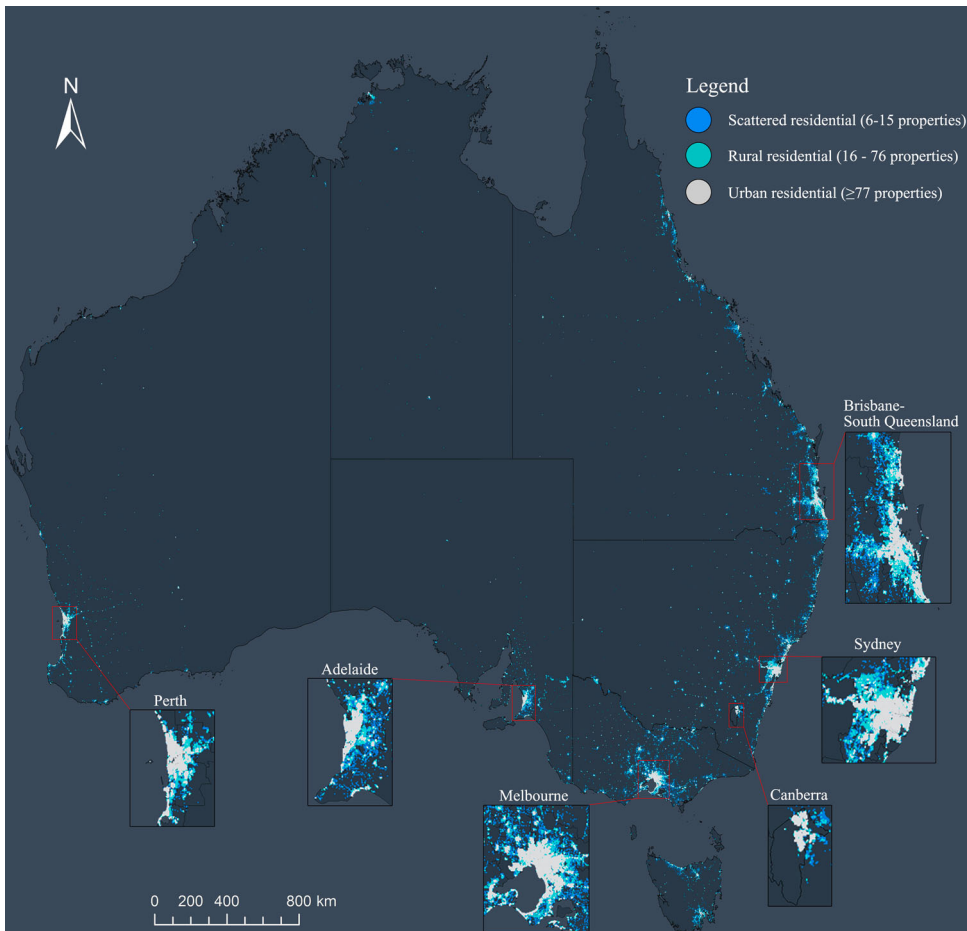 N
Legend
Scattered residential (6-15 properties)
Rural residential (16 - 76 properties)
Urban residential (≥77 properties)
Brisbane-
South Queensland
Sydney
Adelaide
Perth
Melbourne
Canberra
0 200 400 800 km